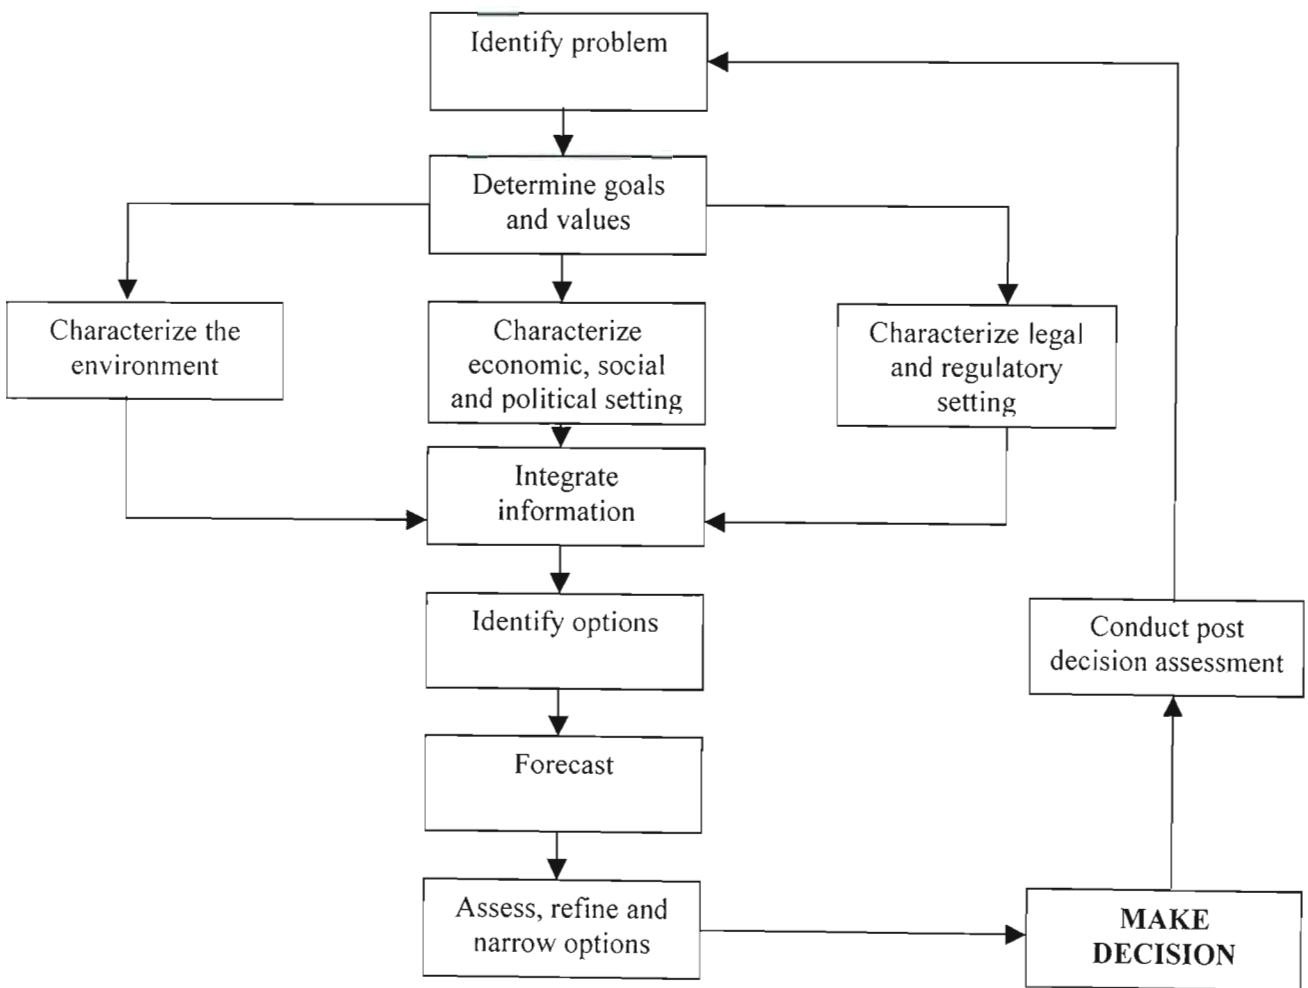 Identify problem
Determine goals
and values
Characterize the
environment
Characterize
economic, social
and political setting
Characterize legal
and regulatory
setting
Integrate
information
Identify options
Conduct post
decision assessment
Forecast
Assess, refine and
narrow options
MAKE
DECISION